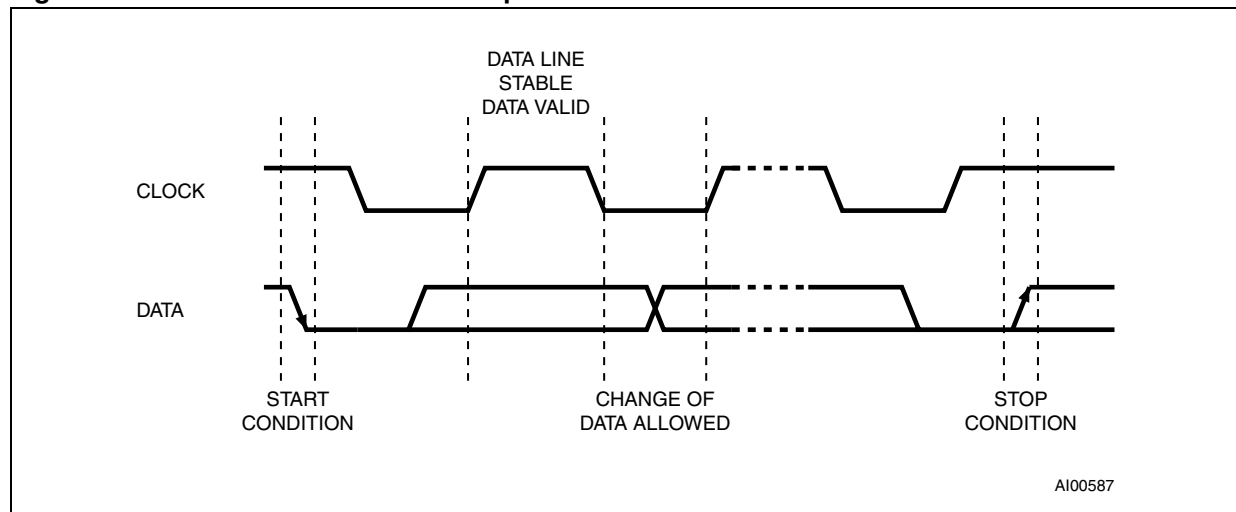 DATA LINE
STABLE
DATA VALID
CLOCK
DATA
START
CONDITION
CHANGE OF
DATA ALLOWED
STOP
CONDITION
AI00587